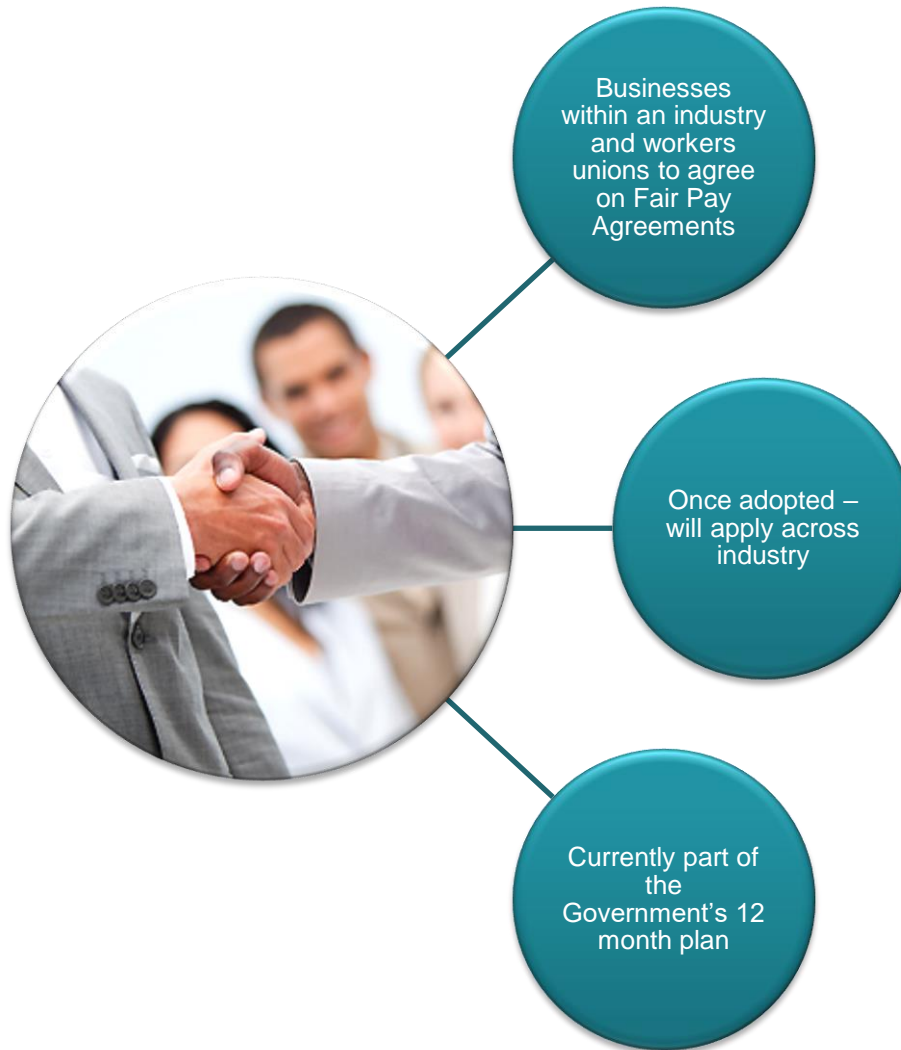 Businesses
within an industry
and workers
unions to agree
on Fair Pay
Agreements
Once adopted –
will apply across
industry
Currently part of
the
Government’s 12
month plan